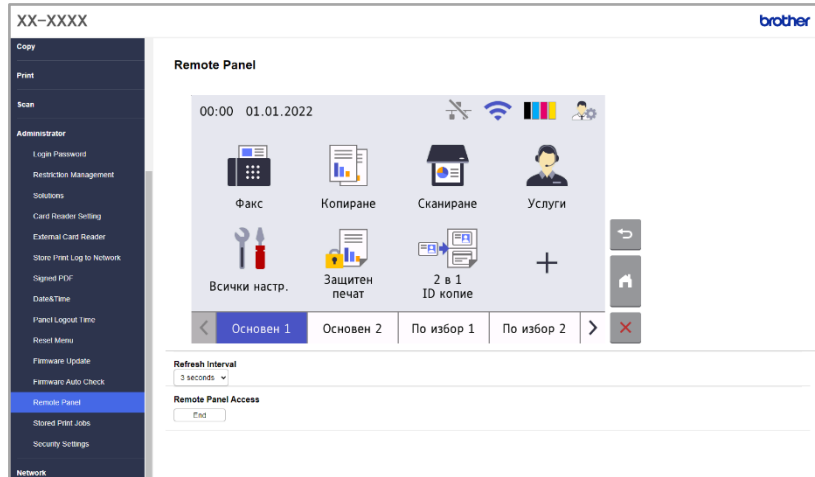 XX-XXXX
brother
Copy
Print
Scan
Administrator
Login Password
Restriction Management
Solutions
Card Reader Setting
External Card Reader
Store Print Log to Network
Signed PDF
Date&Time
Panel Logout Time
Reset Menu
Firmware Update
Firmware Auto Check
Remote Panel
Stored Print Jobs
Security Settings
Network
Remote Panel
00:00 01.01.2022
Факс
Копиране
Сканиране
Услуги
Всички настр.
Защитен
печат
2 в 1
ID копие
Основен 1
Основен 2
По избор 1
По избор 2
Refresh Interval
3 seconds
Remote Panel Access
End